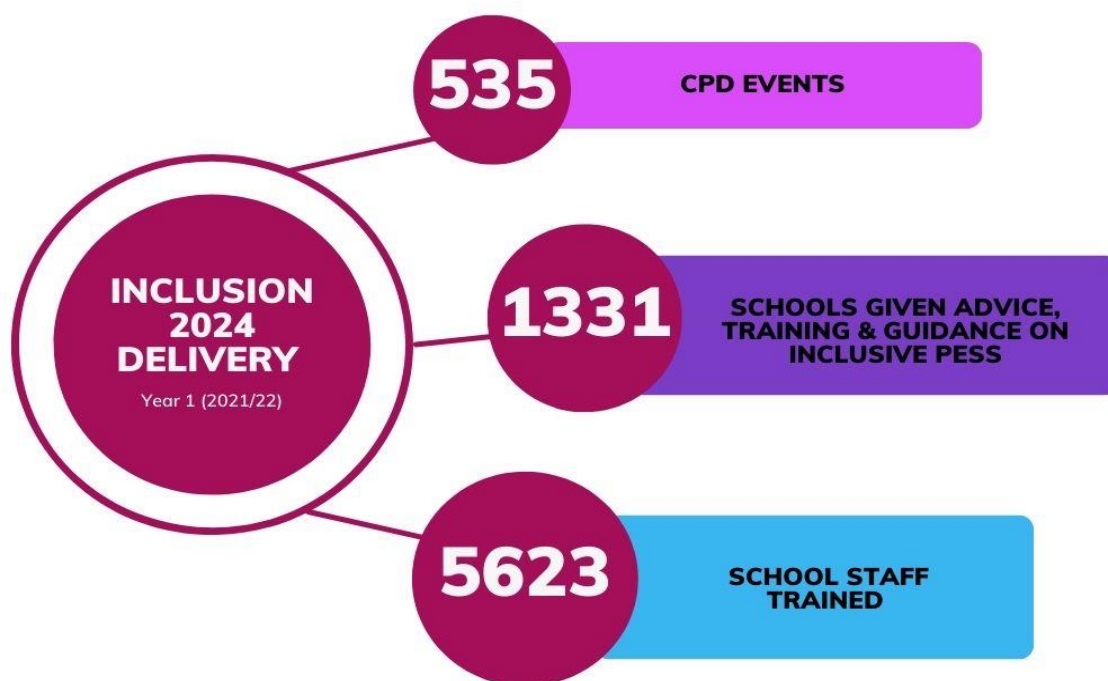 535
CPD EVENTS
INCLUSION
2024
DELIVERY
Year 1 (2021/22)
1331
SCHOOLS GIVEN ADVICE,
TRAINING & GUIDANCE ON
INCLUSIVE PESS
5623
SCHOOL STAFF
TRAINED